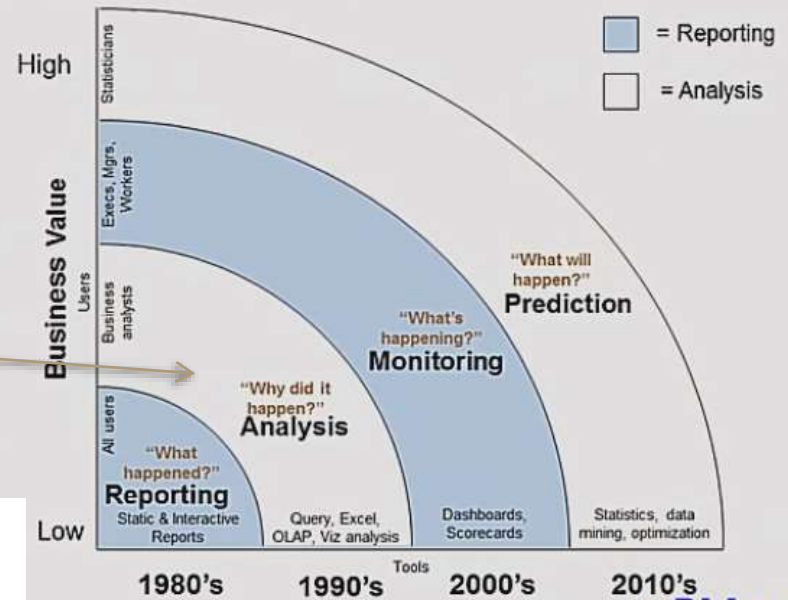 = Reporting
High
= Analysis
Statisticians
Execs, Mgrs,
Workers
Business Value
Users
Business
analysts
"What will
happen?"
Prediction
"What's
happening?"
Monitoring
"Why did it
happen?"
Analysis
All users
"What
happened?"
Reporting
Static & Interactive
Reports
Query, Excel,
OLAP, Viz analysis
Dashboards,
Scorecards
Statistics, data
mining, optimization
Low
Tools
1980's
1990's
2000's
2010's